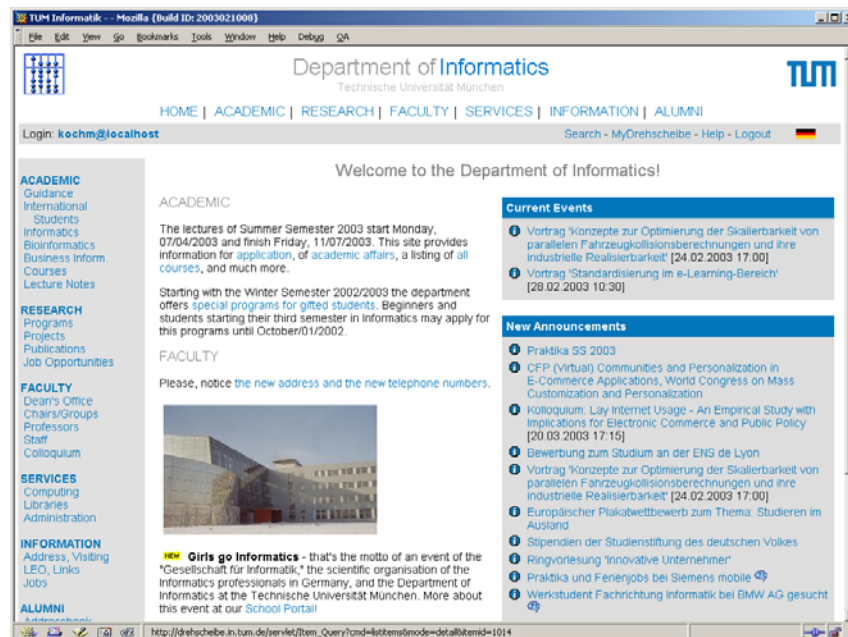 TUM Informatik - - Mozilla {Build ID: 2003021008}
File Edit View Go Bookmarks Tools Window Help Debug QA
Department of Informatics
Technische Universität München
TUM
HOME | ACADEMIC | RESEARCH | FACULTY | SERVICES | INFORMATION | ALUMNI
Login: kochm@localhost
Search - MyDrehscheibe - Help - Logout
ACADEMIC
Guidance
International
Students
Informatics
Bioinformatics
Business Inform.
Courses
Lecture Notes
RESEARCH
Programs
Projects
Publications
Job Opportunities
FACULTY
Dean's Office
Chairs/Groups
Professors
Staff
Colloquium
SERVICES
Computing
Libraries
Administration
INFORMATION
Address, Visiting
LEO, Links
Jobs
ALUMNI
Addressbook
Welcome to the Department of Informatics!
ACADEMIC
The lectures of Summer Semester 2003 start Monday,
07/04/2003 and finish Friday, 11/07/2003. This site provides
information for application, of academic affairs, a listing of all
courses, and much more.
Starting with the Winter Semester 2002/2003 the department
offers special programs for gifted students. Beginners and
students starting their third semester in Informatics may apply for
this programs until October/01/2002.
FACULTY
Please, notice the new address and the new telephone numbers.
NEW Girls go Informatics - that's the motto of an event of the
"Gesellschaft für Informatik," the scientific organisation of the
Informatics professionals in Germany, and the Department of
Informatics at the Technische Universität München. More about
this event at our School Portal!
Current Events
Vortrag 'Konzepte zur Optimierung der Skalierbarkeit von
parallelen Fahrzeugkollisionsberechnungen und ihre
industrielle Realisierbarkeit' [24.02.2003 17:00]
Vortrag 'Standardisierung im e-Learning-Bereich'
[28.02.2003 10:30]
New Announcements
Praktika SS 2003
CFP (Virtual) Communities and Personalization in
E-Commerce Applications, World Congress on Mass
Customization and Personalization
Kolloquium: Lay Internet Usage - An Empirical Study with
Implications for Electronic Commerce and Public Policy
[20.03.2003 17:15]
Bewerbung zum Studium an der ENS de Lyon
Vortrag 'Konzepte zur Optimierung der Skalierbarkeit von
parallelen Fahrzeugkollisionsberechnungen und ihre
industrielle Realisierbarkeit' [24.02.2003 17:00]
Europäischer Plakatwettbewerb zum Thema: Studieren im
Ausland
Stipendien der Studienstiftung des deutschen Volkes
Ringvorlesung 'Innovative Unternehmer'
Praktika und Ferienjobs bei Siemens mobile
Werkstudent Fachrichtung Informatik bei BMW AG gesucht
http://drehscheibe.in.tum.de/servlet/Item_Query?cmd=listitems&mode=detail&itemid=1014